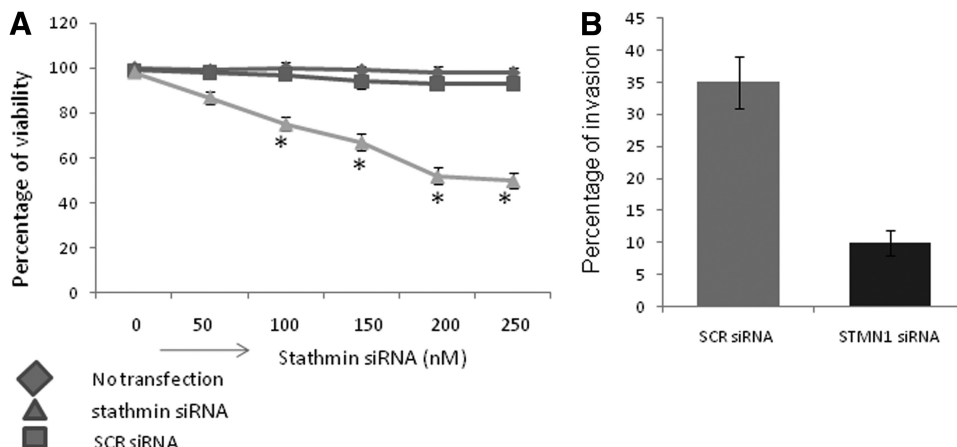 A
120
100
80
60
40
20
0
Percentage of viability
*
*
*
*
0 50 100 150 200 250
Stathmin siRNA (nM)
No transfection
stathmin siRNA
SCR siRNA
B
45
40
35
30
25
20
15
10
5
0
Percentage of invasion
SCR siRNA STMN1 siRNA